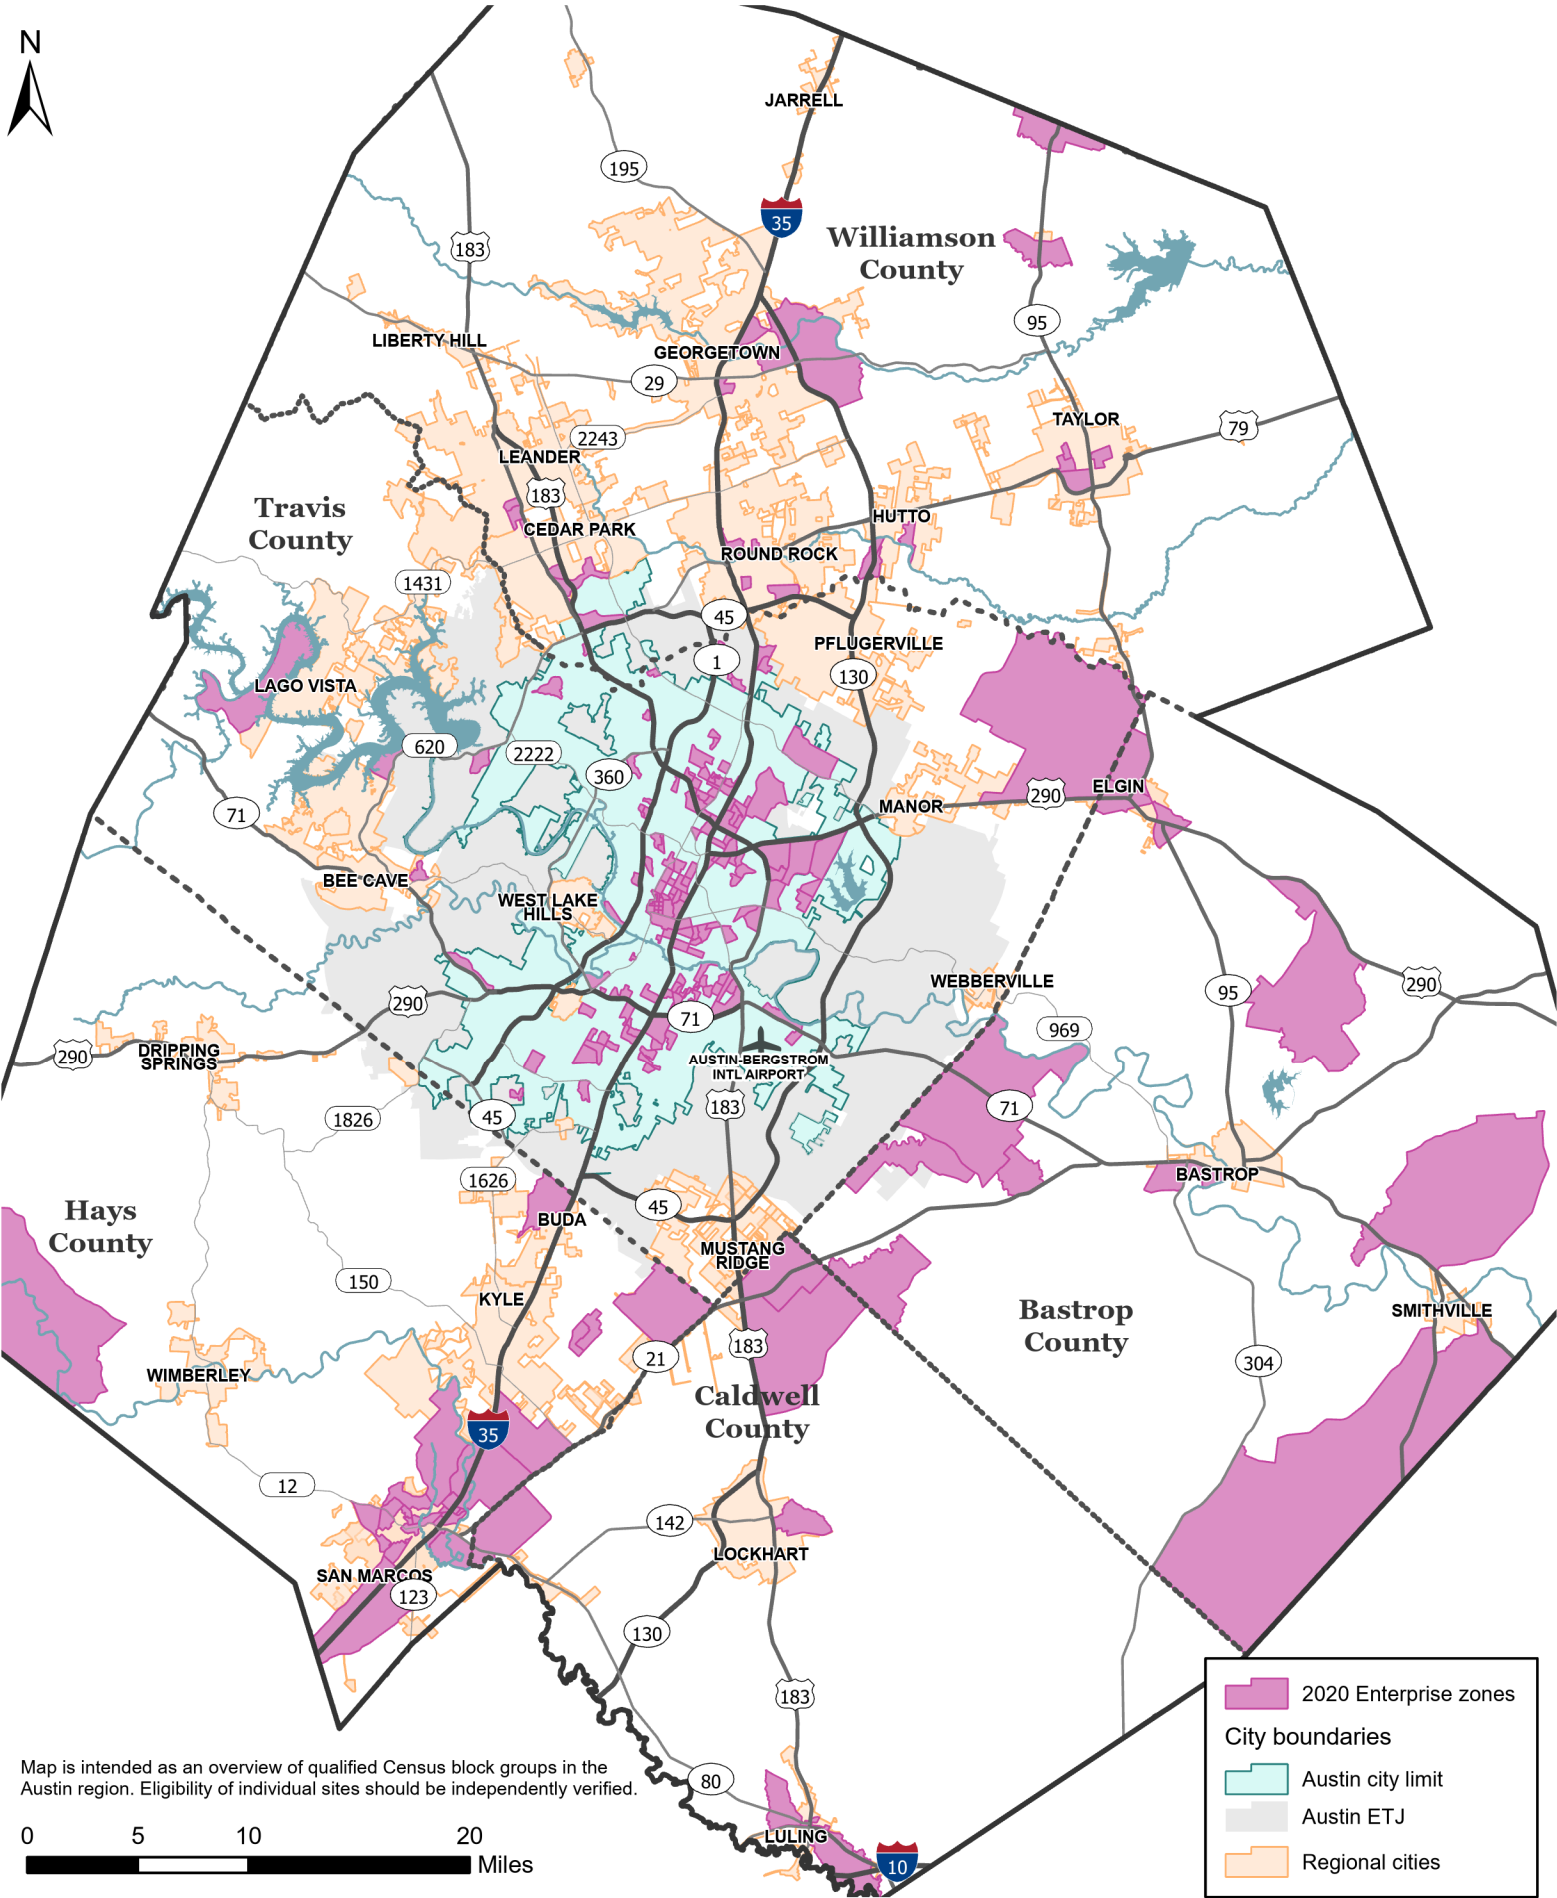 N
JARRELL
195
35
Williamson
County
183
95
LIBERTY HILL
GEORGETOWN
29
TAYLOR
79
2243
LEANDER
183
Travis
County
CEDAR PARK
HUTTO
ROUND ROCK
1431
45
PFLUGERVILLE
1
130
LAGO VISTA
620
2222
360
ELGIN
290
MANOR
71
BEE CAVE
WEST LAKE
HILLS
WEBBERVILLE
95
290
290
71
969
290
DRIPPING
SPRINGS
AUSTIN-BERGSTROM
INTL AIRPORT
183
71
1826
45
BASTROP
1626
45
Hays
County
BUDA
MUSTANG
RIDGE
150
KYLE
Bastrop
County
SMITHVILLE
183
21
304
WIMBERLEY
Caldwell
County
35
12
142
LOCKHART
SAN MARCOS
123
130
183
80
LULING
10
2020 Enterprise zones
City boundaries
Austin city limit
Austin ETJ
Regional cities
Map is intended as an overview of qualified Census block groups in the
Austin region. Eligibility of individual sites should be independently verified.
0 5 10 20
Miles